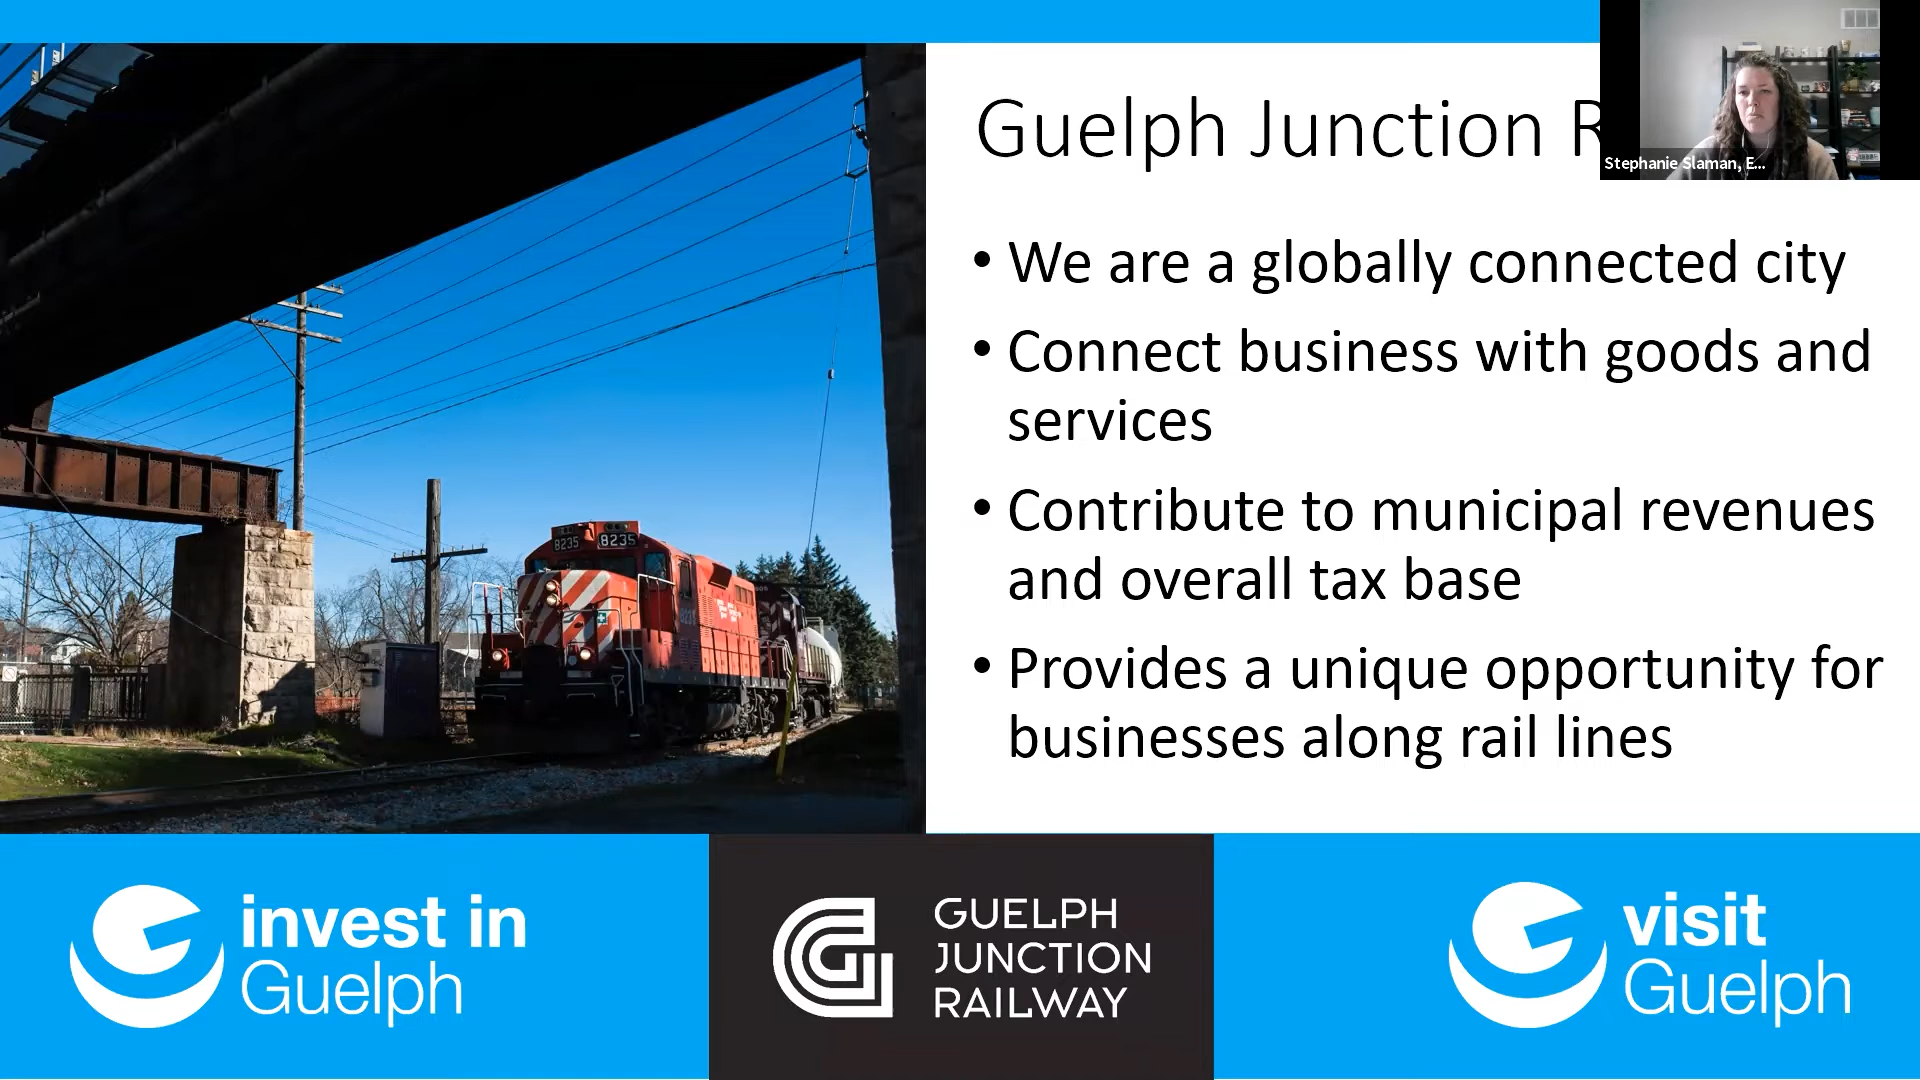 Guelph Junction R
Stephanie Slaman, E...
• We are a globally connected city
• Connect business with goods and
services
• Contribute to municipal revenues
and overall tax base
• Provides a unique opportunity for
businesses along rail lines
8235 8235
invest in
Guelph
GUELPH
JUNCTION
RAILWAY
visit
Guelph